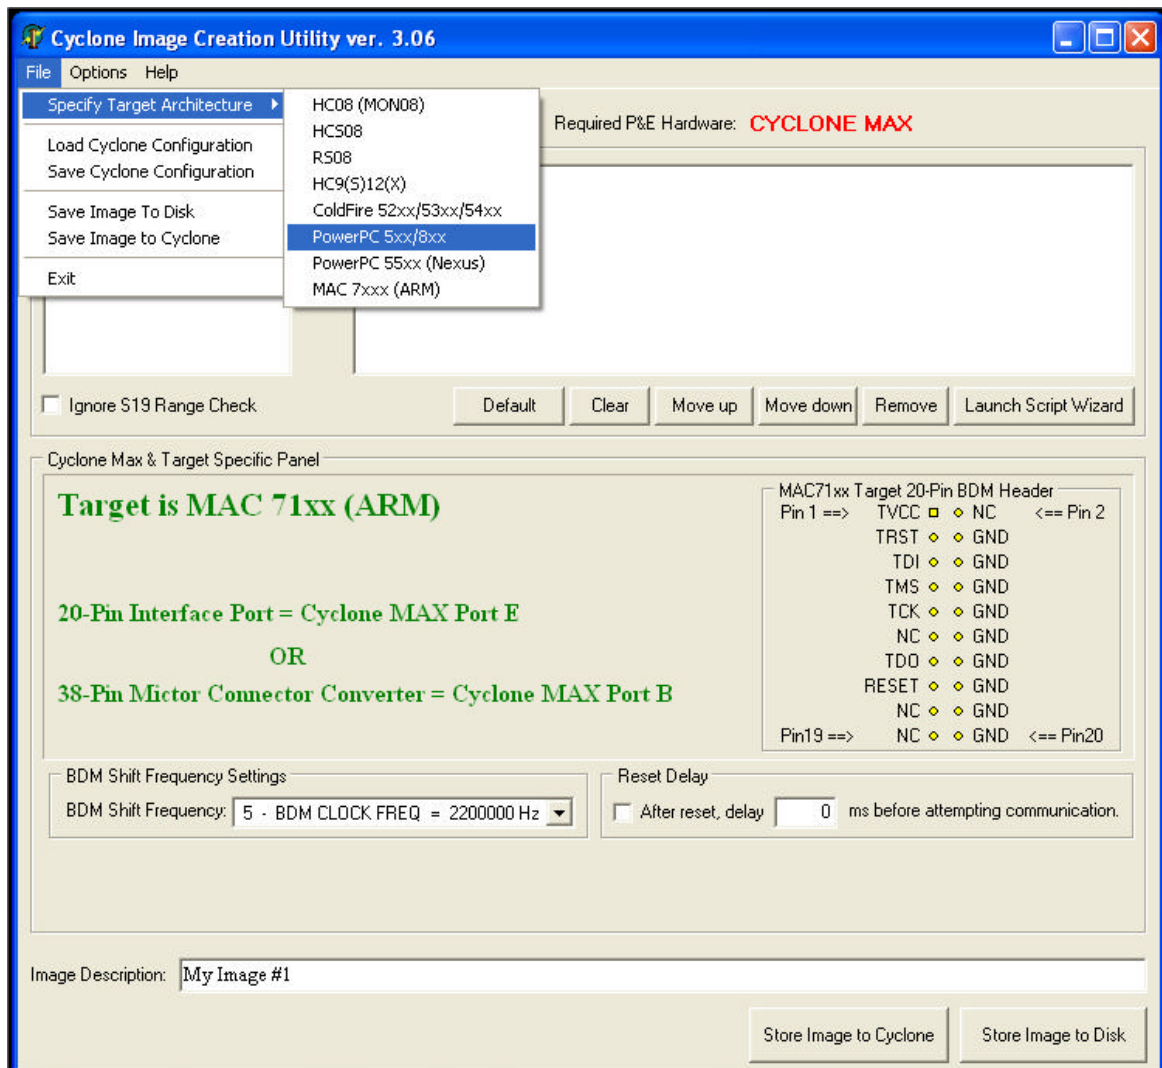 Cyclone Image Creation Utility ver. 3.06
File Options Help
Specify Target Architecture
Load Cyclone Configuration
Save Cyclone Configuration
Save Image To Disk
Save Image to Cyclone
Exit
HC08 (MON08)
HCS08
RS08
HC9(S)12(X)
ColdFire 52xx/53xx/54xx
PowerPC 5xx/8xx
PowerPC 55xx (Nexus)
MAC 7xxx (ARM)
Required P&E Hardware: CYCLONE MAX
Ignore S19 Range Check
Default Clear Move up Move down Remove Launch Script Wizard
Cyclone Max & Target Specific Panel
Target is MAC 71xx (ARM)
20-Pin Interface Port = Cyclone MAX Port E
OR
38-Pin Mictor Connector Converter = Cyclone MAX Port B
MAC71xx Target 20-Pin BDM Header
Pin 1 ==> TVCC NC <== Pin 2
TRST GND
TDI GND
TMS GND
TCK GND
NC GND
TDO GND
RESET GND
NC GND
Pin19 ==> NC GND <== Pin20
BDM Shift Frequency Settings
BDM Shift Frequency: 5 - BDM CLOCK FREQ = 2200000 Hz
Reset Delay
After reset, delay 0 ms before attempting communication.
Image Description: My Image #1
Store Image to Cyclone Store Image to Disk